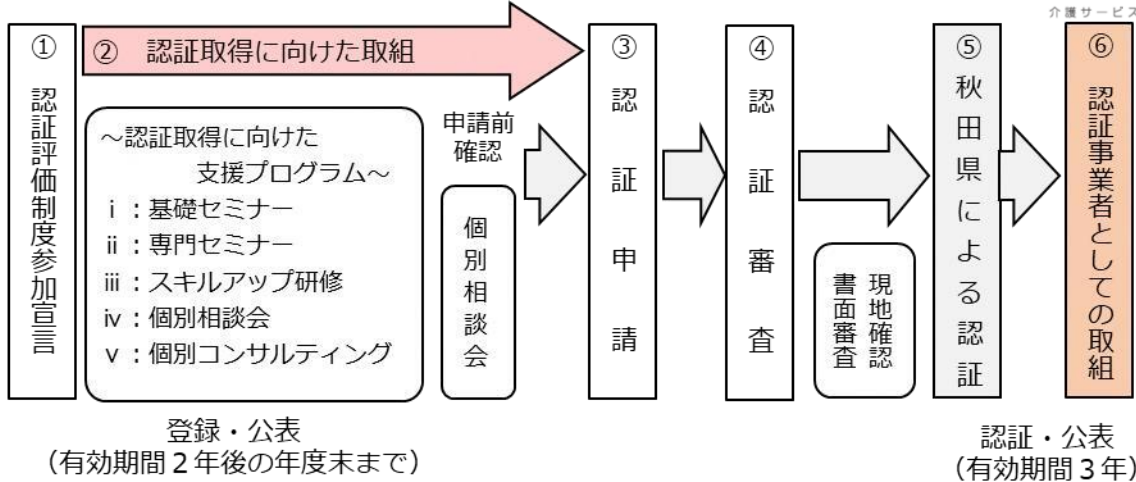 介護サービス
① 認証評価制度参加宣言
② 認証取得に向けた取組
～認証取得に向けた
支援プログラム～
ⅰ：基礎セミナー
ⅱ：専門セミナー
ⅲ：スキルアップ研修
ⅳ：個別相談会
ⅴ：個別コンサルティング
申請前
確認
個別相談会
③ 認証申請
④ 認証審査
現地確認
書面審査
⑤ 秋田県による認証
⑥ 認証事業者としての取組
登録・公表
（有効期間２年後の年度末まで）
認証・公表
（有効期間３年）